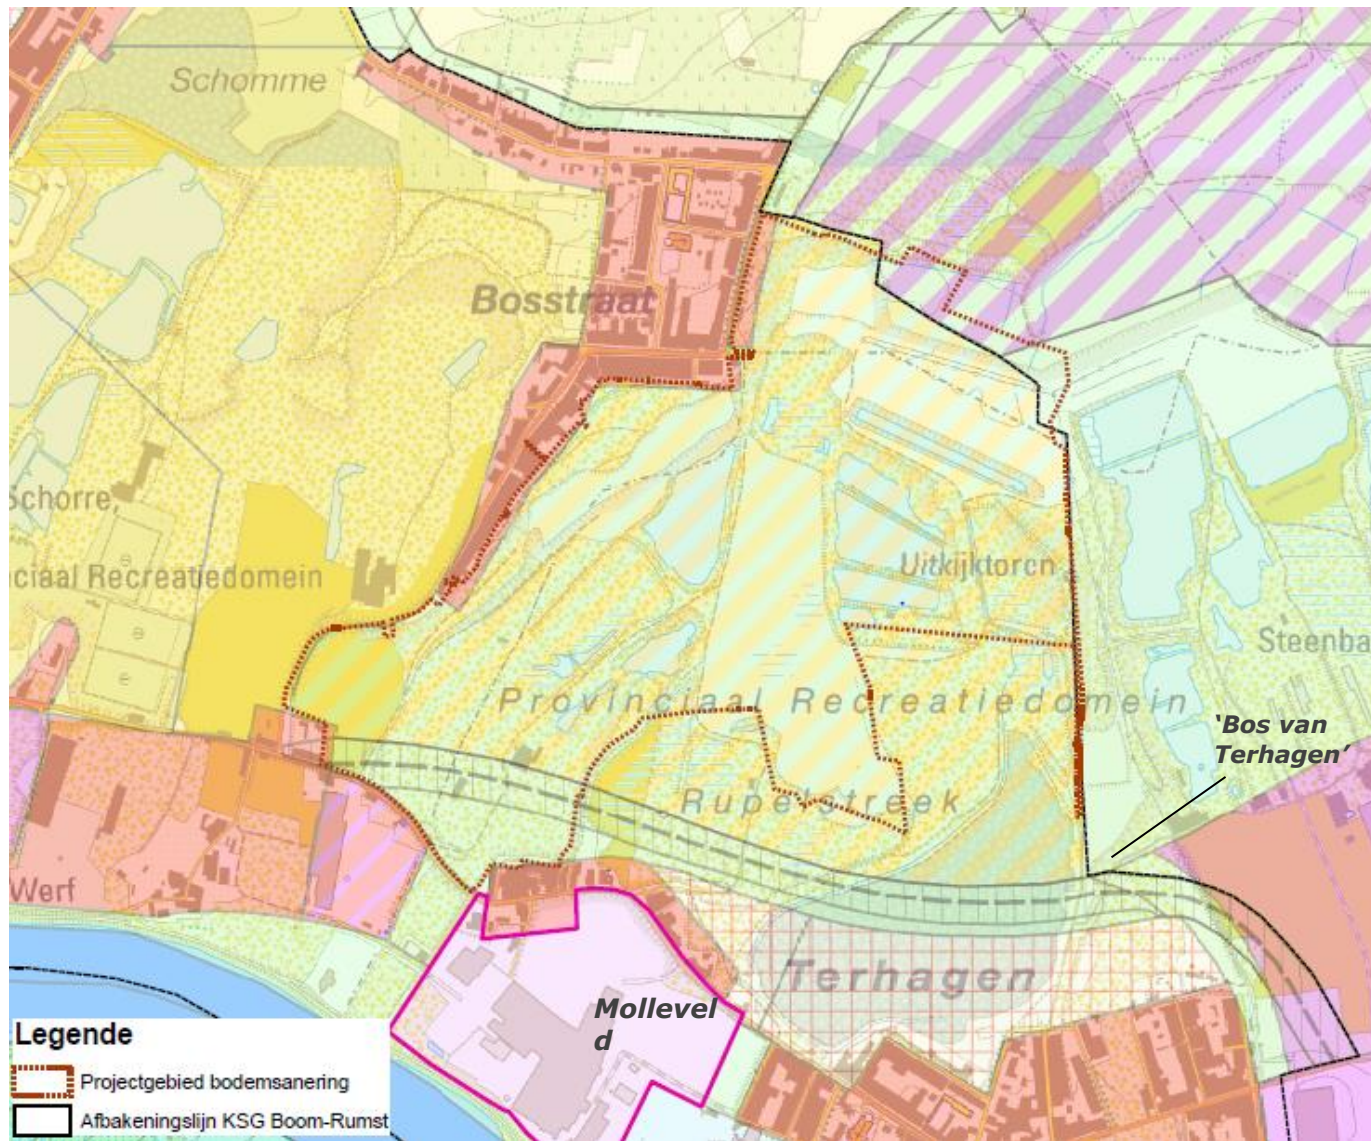 Schomme
Bosstraat
Schorre,
ciaal Recreatiedomein
Uitkijktoren
Steenba
Provinciaal Recreatiedomein
'Bos van
Terhagen'
Rupelstreek
Werf
Terhagen
Mollevel
d
Legende
Projectgebied bodemsanering
Afbakeningslijn KSG Boom-Rumst